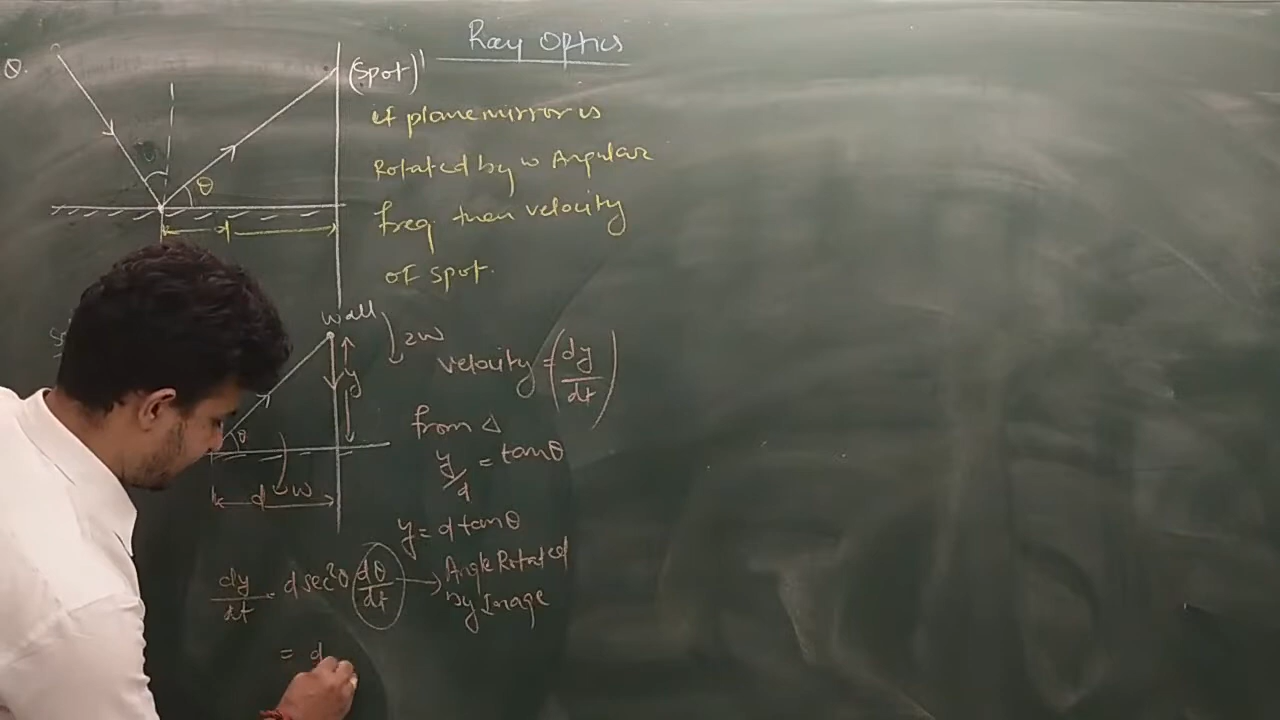 Ray Optics
Q.
(Spot)'
if plane mirror is
Rotated by ω Angular
freq. then velocity
of spot.
θ
d
wall
2ω
y
θ
d
ω
velocity = (dy/dt)
from Δ
y/d = tanθ
y = d tanθ
dy/dt = d sec²θ dθ/dt → Angle Rotated
by Image
= d